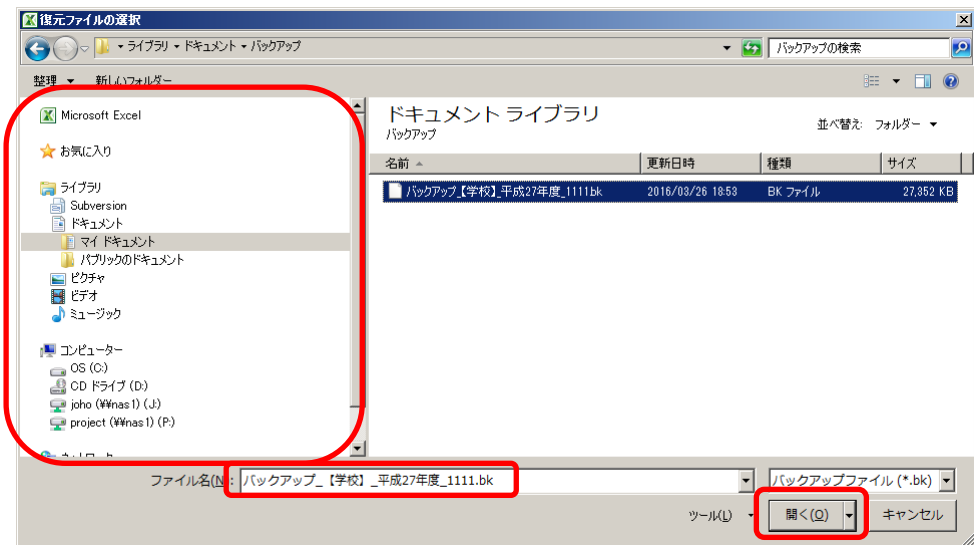 復元ファイルの選択
ライブラリ ドキュメント バックアップ
バックアップの検索
整理 新しいフォルダー
Microsoft Excel
お気に入り
ライブラリ
Subversion
ドキュメント
マイ ドキュメント
パブリックのドキュメント
ピクチャ
ビデオ
ミュージック
コンピューター
OS (C:)
CD ドライブ (D:)
joho (¥¥nas1) (J:)
project (¥¥nas1) (P:)
ドキュメント ライブラリ
バックアップ
並べ替え: フォルダー
名前 更新日時 種類 サイズ
バックアップ_【学校】_平成27年度_1111.bk 2016/03/26 18:53 BK ファイル 27,352 KB
ファイル名(N): バックアップ_【学校】_平成27年度_1111.bk
バックアップファイル (*.bk)
ツール(L) 開く(O) キャンセル